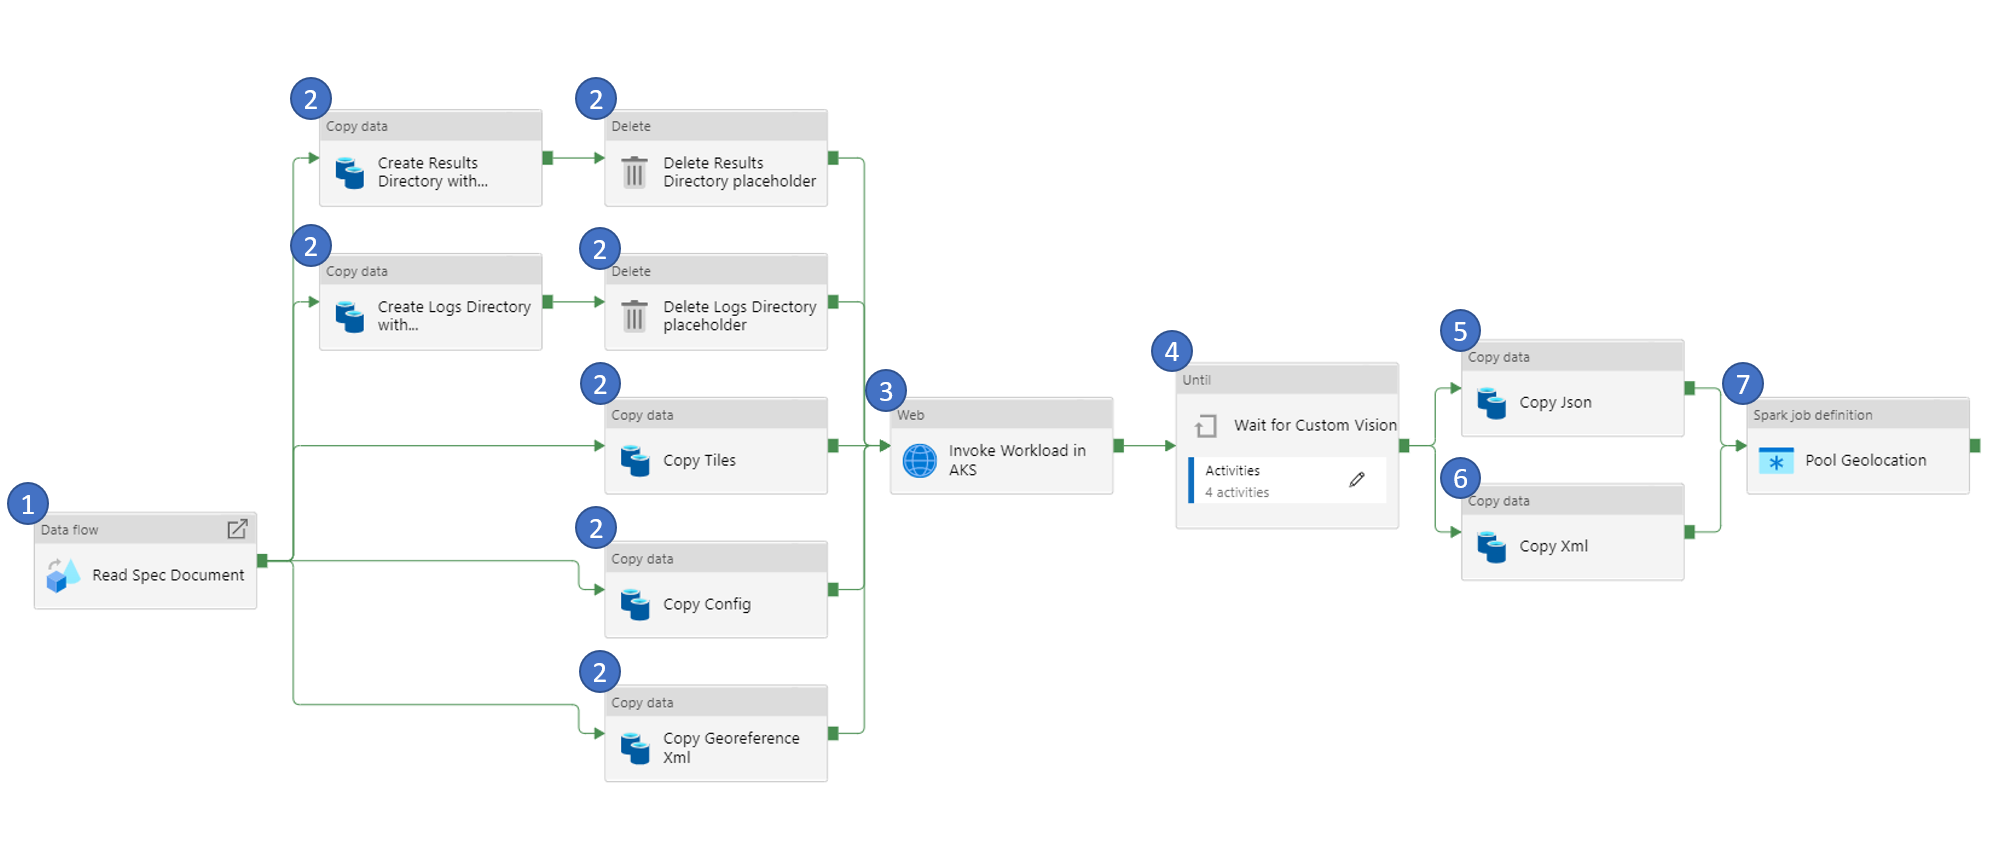 2
Copy data
Create Results
Directory with...
2
Delete
Delete Results
Directory placeholder
2
Copy data
Create Logs Directory
with...
2
Delete
Delete Logs Directory
placeholder
2
Copy data
Copy Tiles
1
Data flow
Read Spec Document
2
Copy data
Copy Config
2
Copy data
Copy Georeference
Xml
3
Web
Invoke Workload in
AKS
4
Until
Wait for Custom Vision
Activities
4 activities
5
Copy data
Copy Json
6
Copy data
Copy Xml
7
Spark job definition
Pool Geolocation